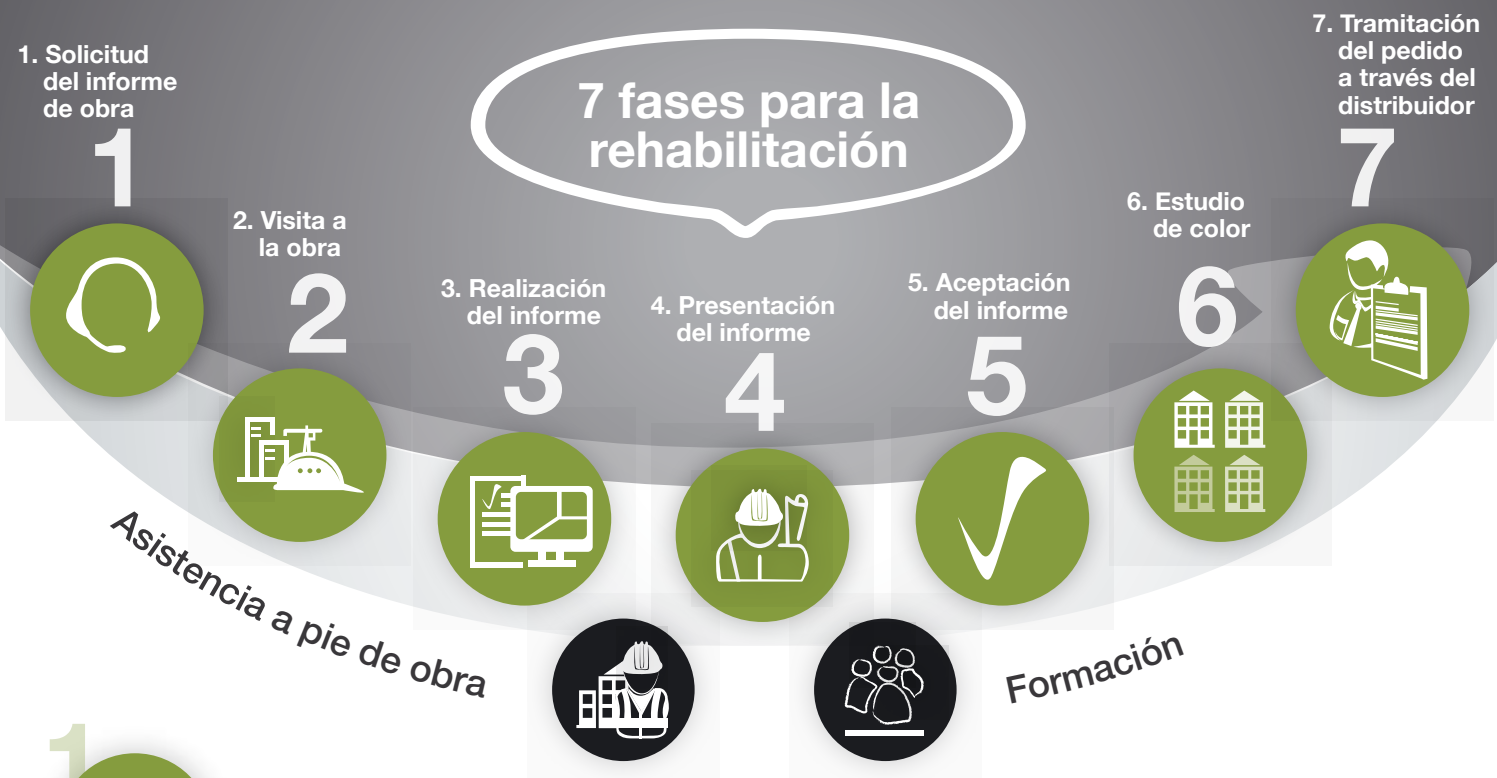 7 fases para la
rehabilitación
1. Solicitud
del informe
de obra
1
2. Visita a
la obra
2
3. Realización
del informe
3
4. Presentación
del informe
4
5. Aceptación
del informe
5
6. Estudio
de color
6
7. Tramitación
del pedido
a través del
distribuidor
7
Asistencia a pie de obra
Formación
1